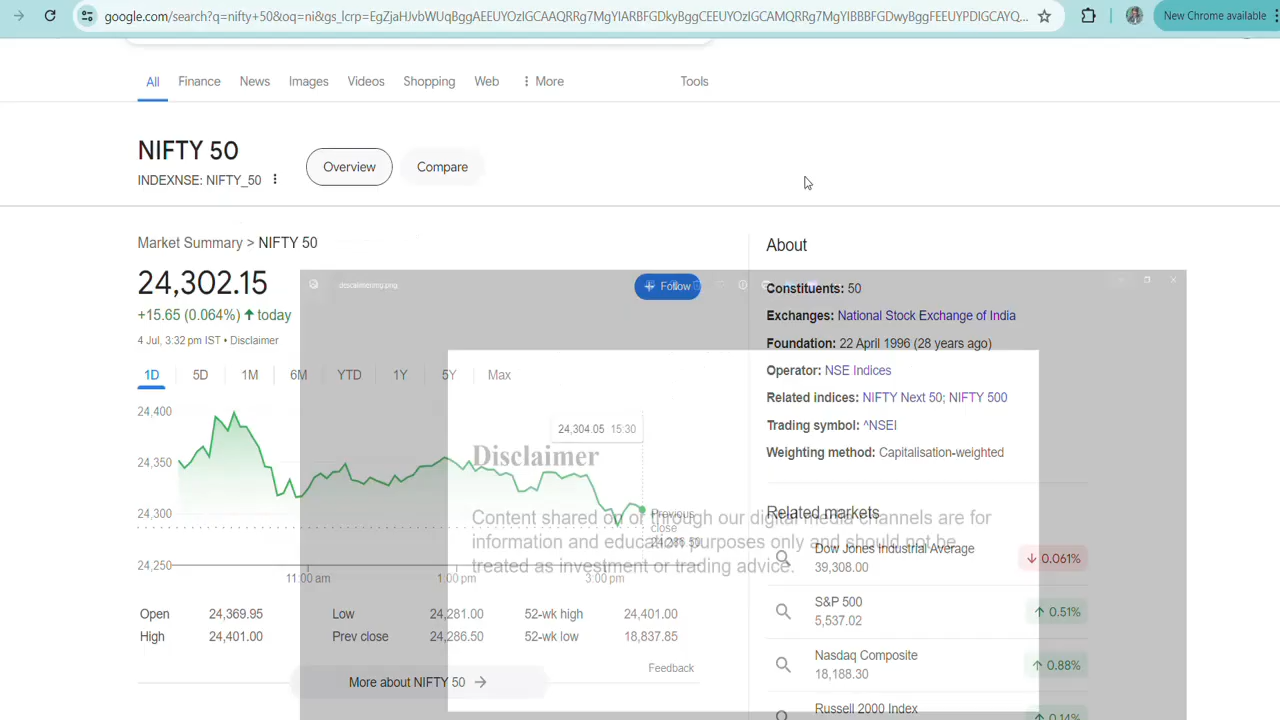 google.com/search?q=nifty+50&oq=ni&gs_lcrp=EgZjaHJvbWUqBggAEEUYOzIGCAAQRRg7MgYIARBFGDkyBggCEEUYOzIGCAMQRRg7MgYIBBBFGDwyBggFEEUYPDIGCAYQ...
New Chrome available
All Finance News Images Videos Shopping Web More Tools
NIFTY 50
INDEXNSE: NIFTY_50
Overview Compare
Market Summary > NIFTY 50
24,302.15
+15.65 (0.064%) today
4 Jul, 3:32 pm IST • Disclaimer
Follow
1D 5D 1M 6M YTD 1Y 5Y Max
24,400
24,350
24,300
24,250
24,304.05 15:30
Previous
close
24,286.50
11:00 am 1:00 pm 3:00 pm
Open 24,369.95 Low 24,281.00 52-wk high 24,401.00
High 24,401.00 Prev close 24,286.50 52-wk low 18,837.85
Feedback
More about NIFTY 50
Disclaimer
Content shared on or through our digital media channels are for
information and education purposes only and should not be
treated as investment or trading advice.
About
Constituents: 50
Exchanges: National Stock Exchange of India
Foundation: 22 April 1996 (28 years ago)
Operator: NSE Indices
Related indices: NIFTY Next 50; NIFTY 500
Trading symbol: ^NSEI
Weighting method: Capitalisation-weighted
Related markets
Dow Jones Industrial Average
39,308.00
0.061%
S&P 500
5,537.02
0.51%
Nasdaq Composite
18,188.30
0.88%
Russell 2000 Index
0.14%